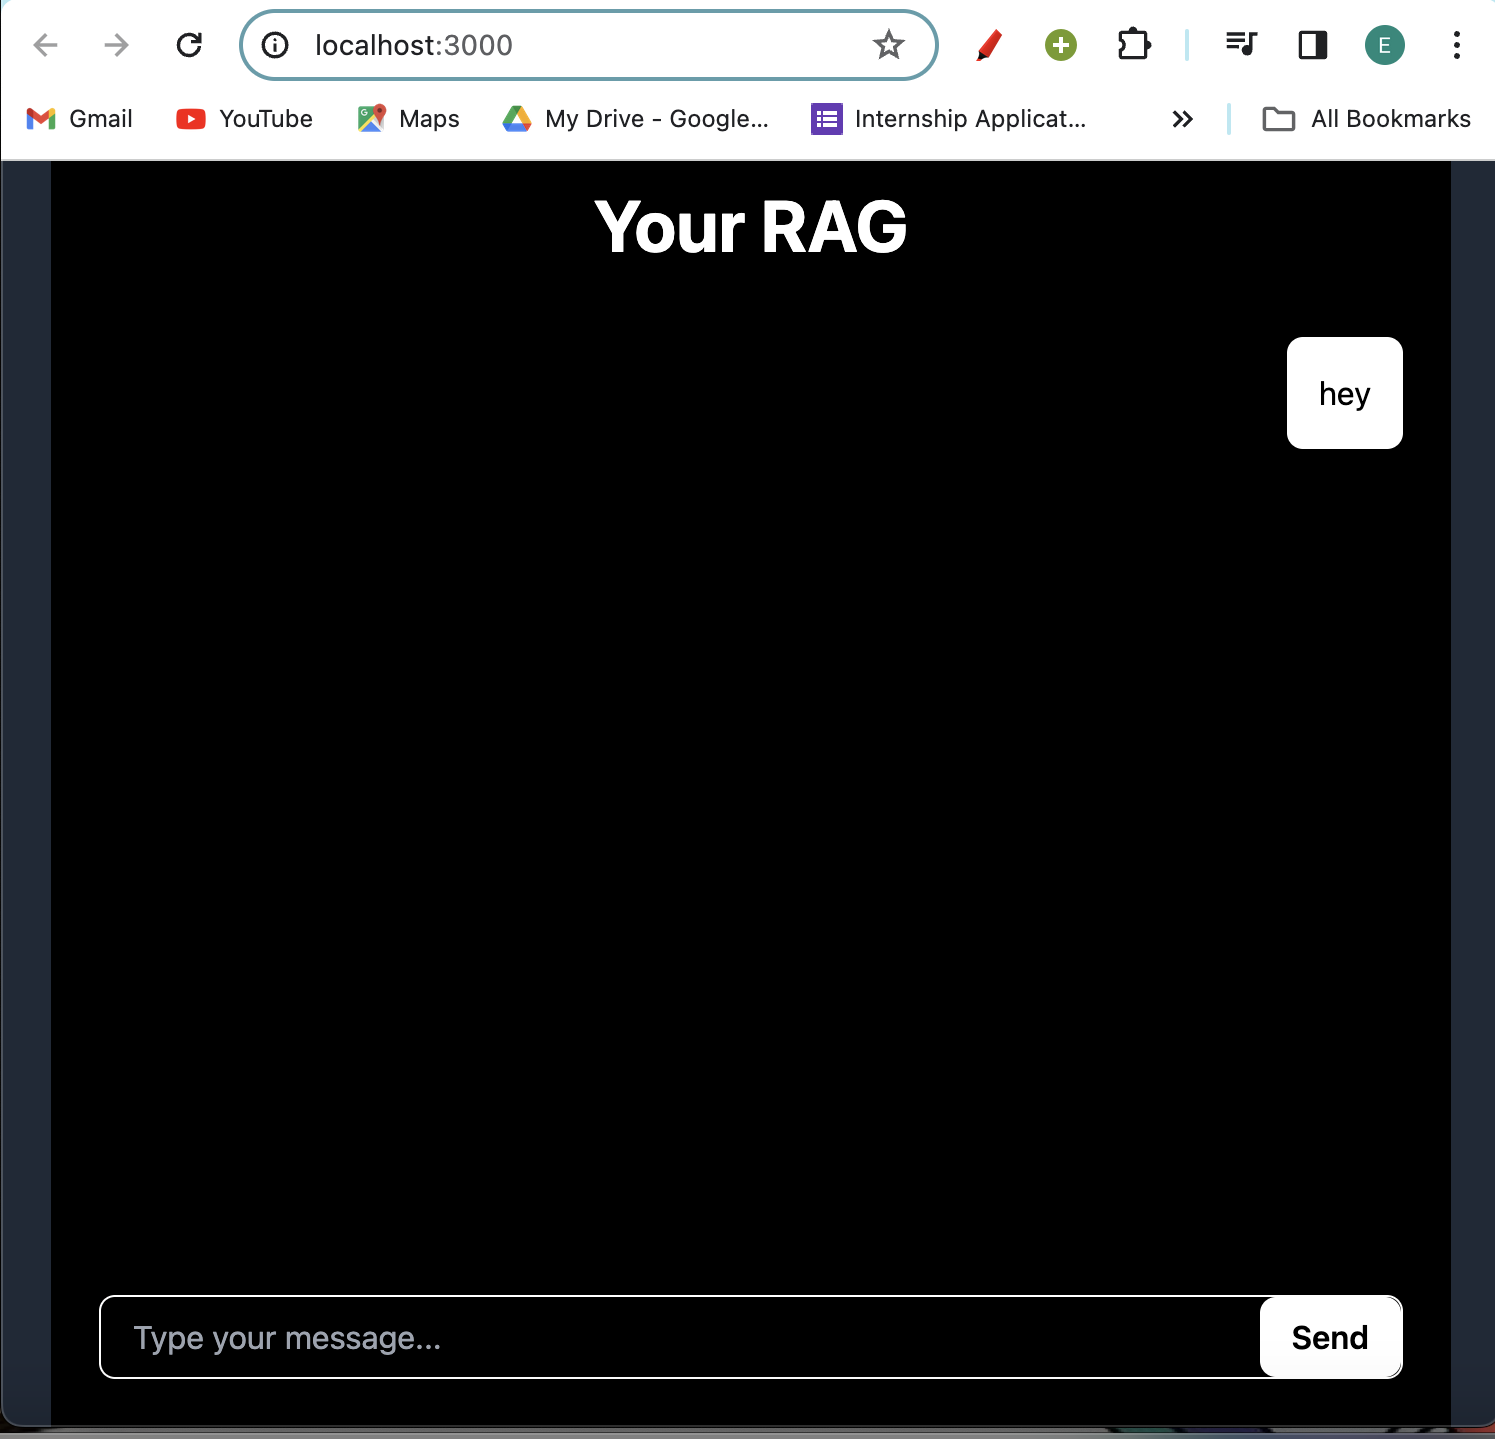 localhost:3000
E
Gmail YouTube Maps My Drive - Google... Internship Applicat... All Bookmarks
Your RAG
hey
Type your message... Send